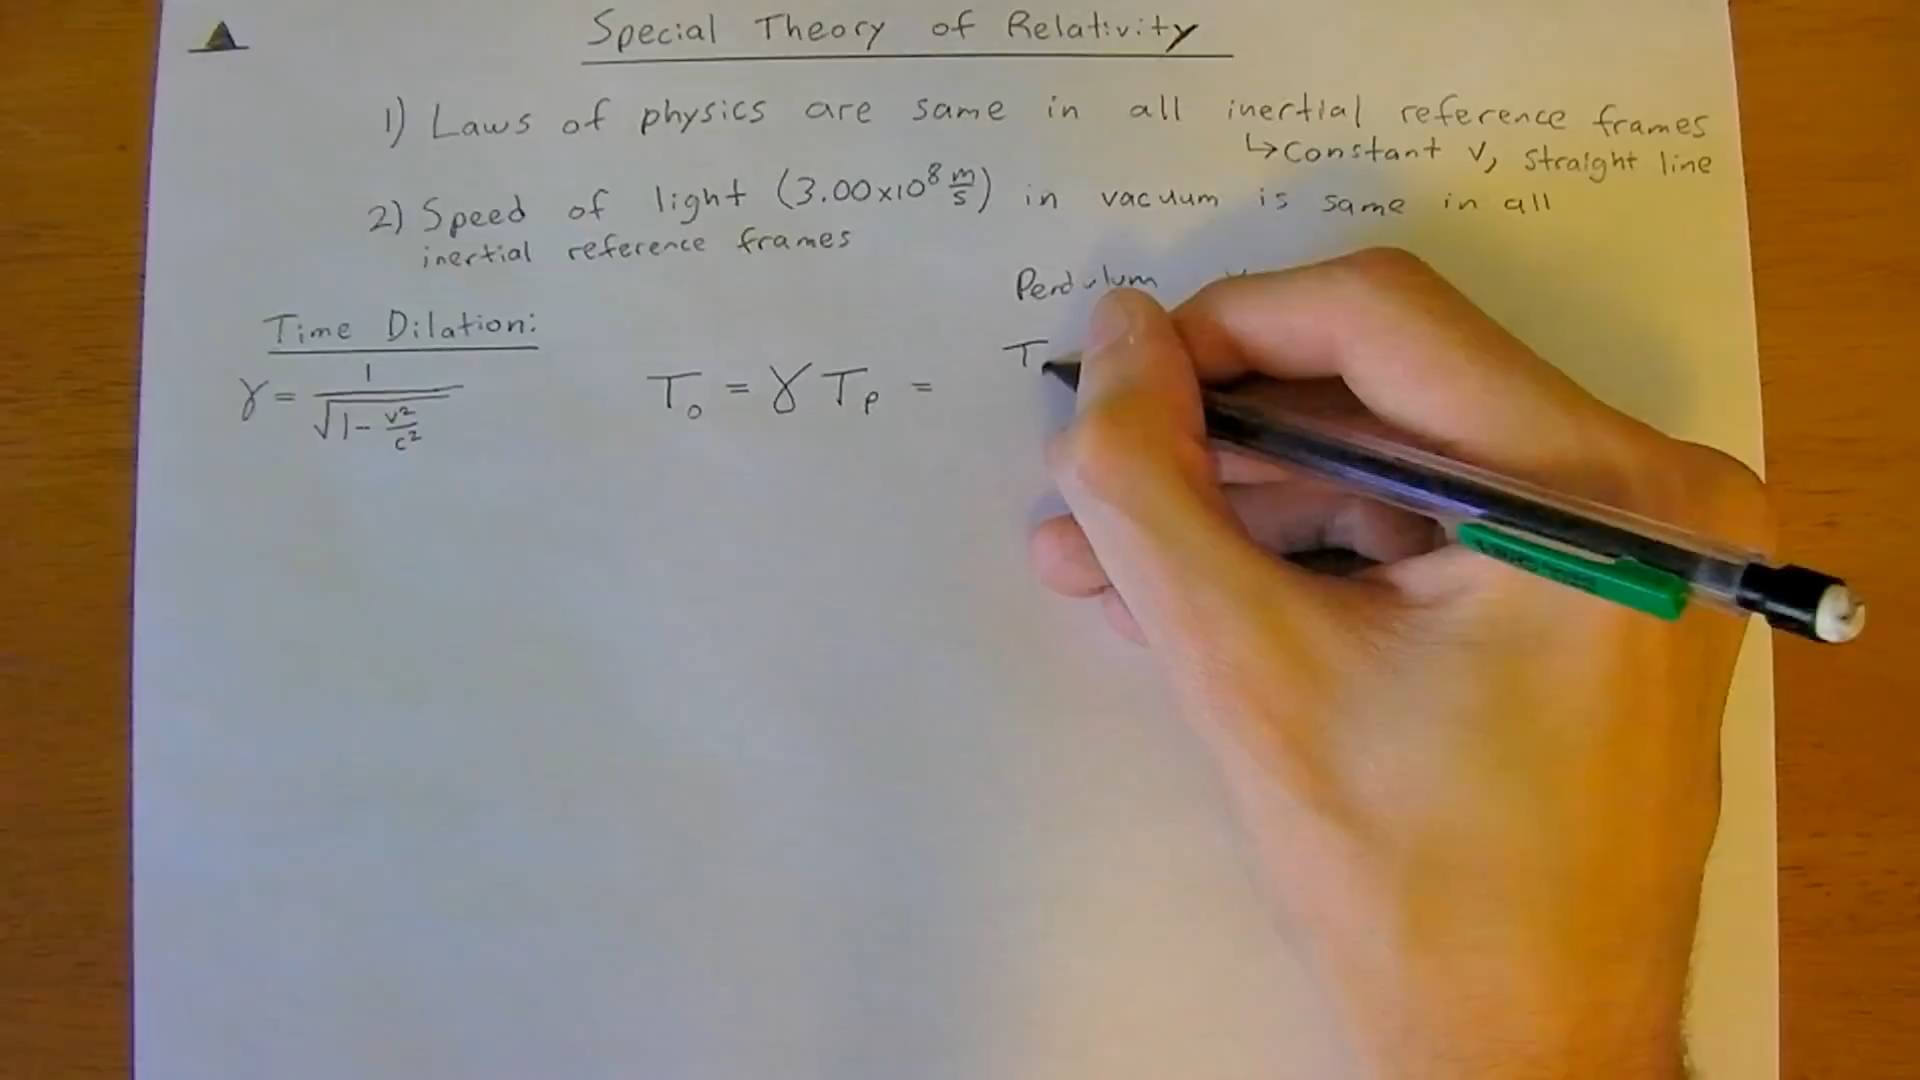 Special Theory of Relativity
1) Laws of physics are same in all inertial reference frames
↳ Constant v, straight line
2) Speed of light (3.00x10⁸ m/s) in vacuum is same in all
inertial reference frames
Pendulum
Time Dilation:
γ = 1/√(1 - v²/c²)
T₀ = γ Tₚ =
T